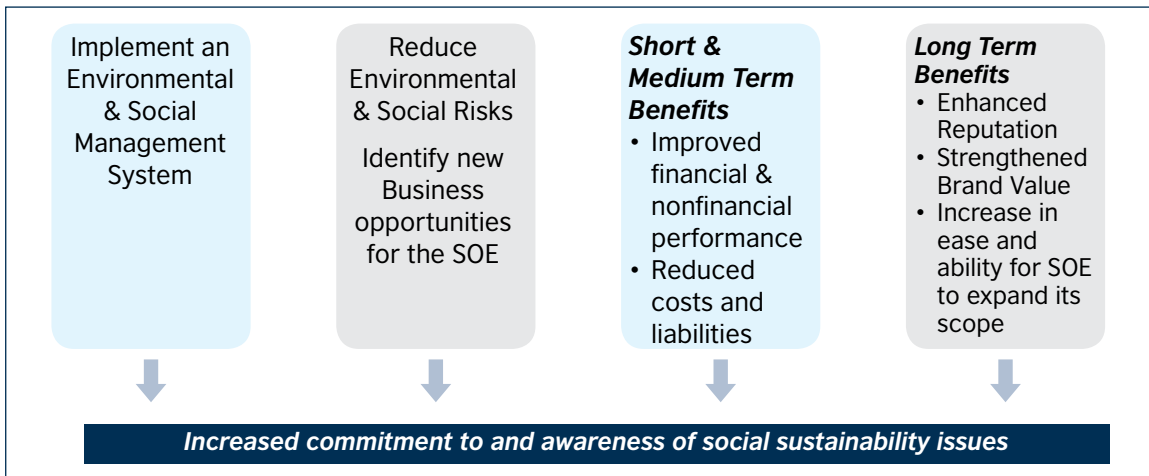 Implement an
Environmental
& Social
Management
System
Reduce
Environmental
& Social Risks
Identify new
Business
opportunities
for the SOE
Short &
Medium Term
Benefits
• Improved
financial &
nonfinancial
performance
• Reduced
costs and
liabilities
Long Term
Benefits
• Enhanced
Reputation
• Strengthened
Brand Value
• Increase in
ease and
ability for SOE
to expand its
scope
Increased commitment to and awareness of social sustainability issues